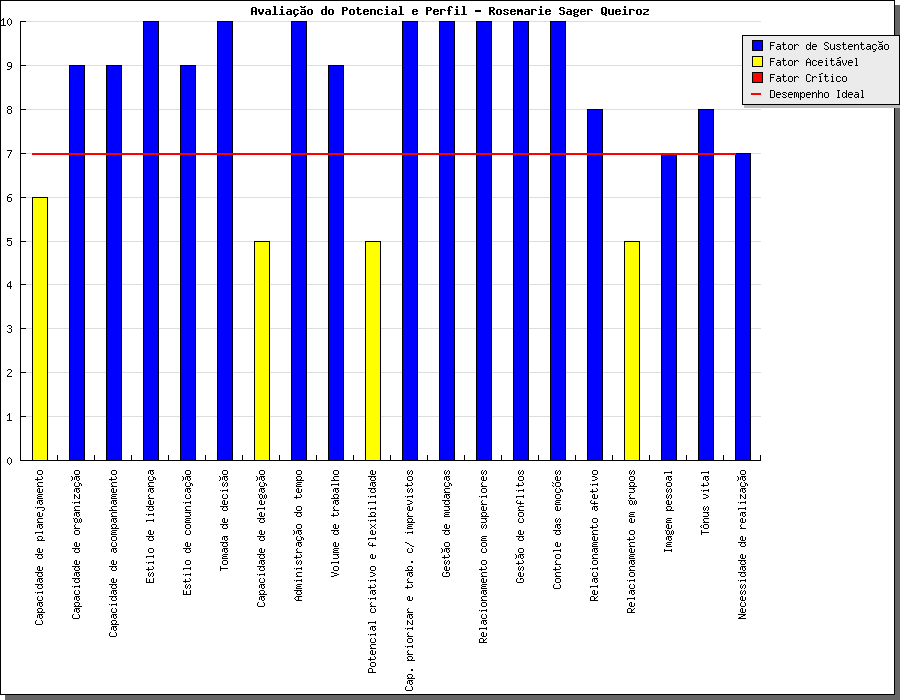 Avaliação do Potencial e Perfil - Rosemarie Sager Queiroz
Fator de Sustentação
Fator Aceitável
Fator Crítico
Desempenho Ideal
10
9
8
7
6
5
4
3
2
1
0
Capacidade de planejamento
Capacidade de organização
Capacidade de acompanhamento
Estilo de liderança
Estilo de comunicação
Tomada de decisão
Capacidade de delegação
Administração do tempo
Volume de trabalho
Potencial criativo e flexibilidade
Cap. priorizar e trab. c/ imprevistos
Gestão de mudanças
Relacionamento com superiores
Gestão de conflitos
Controle das emoções
Relacionamento afetivo
Relacionamento em grupos
Imagem pessoal
Tônus vital
Necessidade de realização